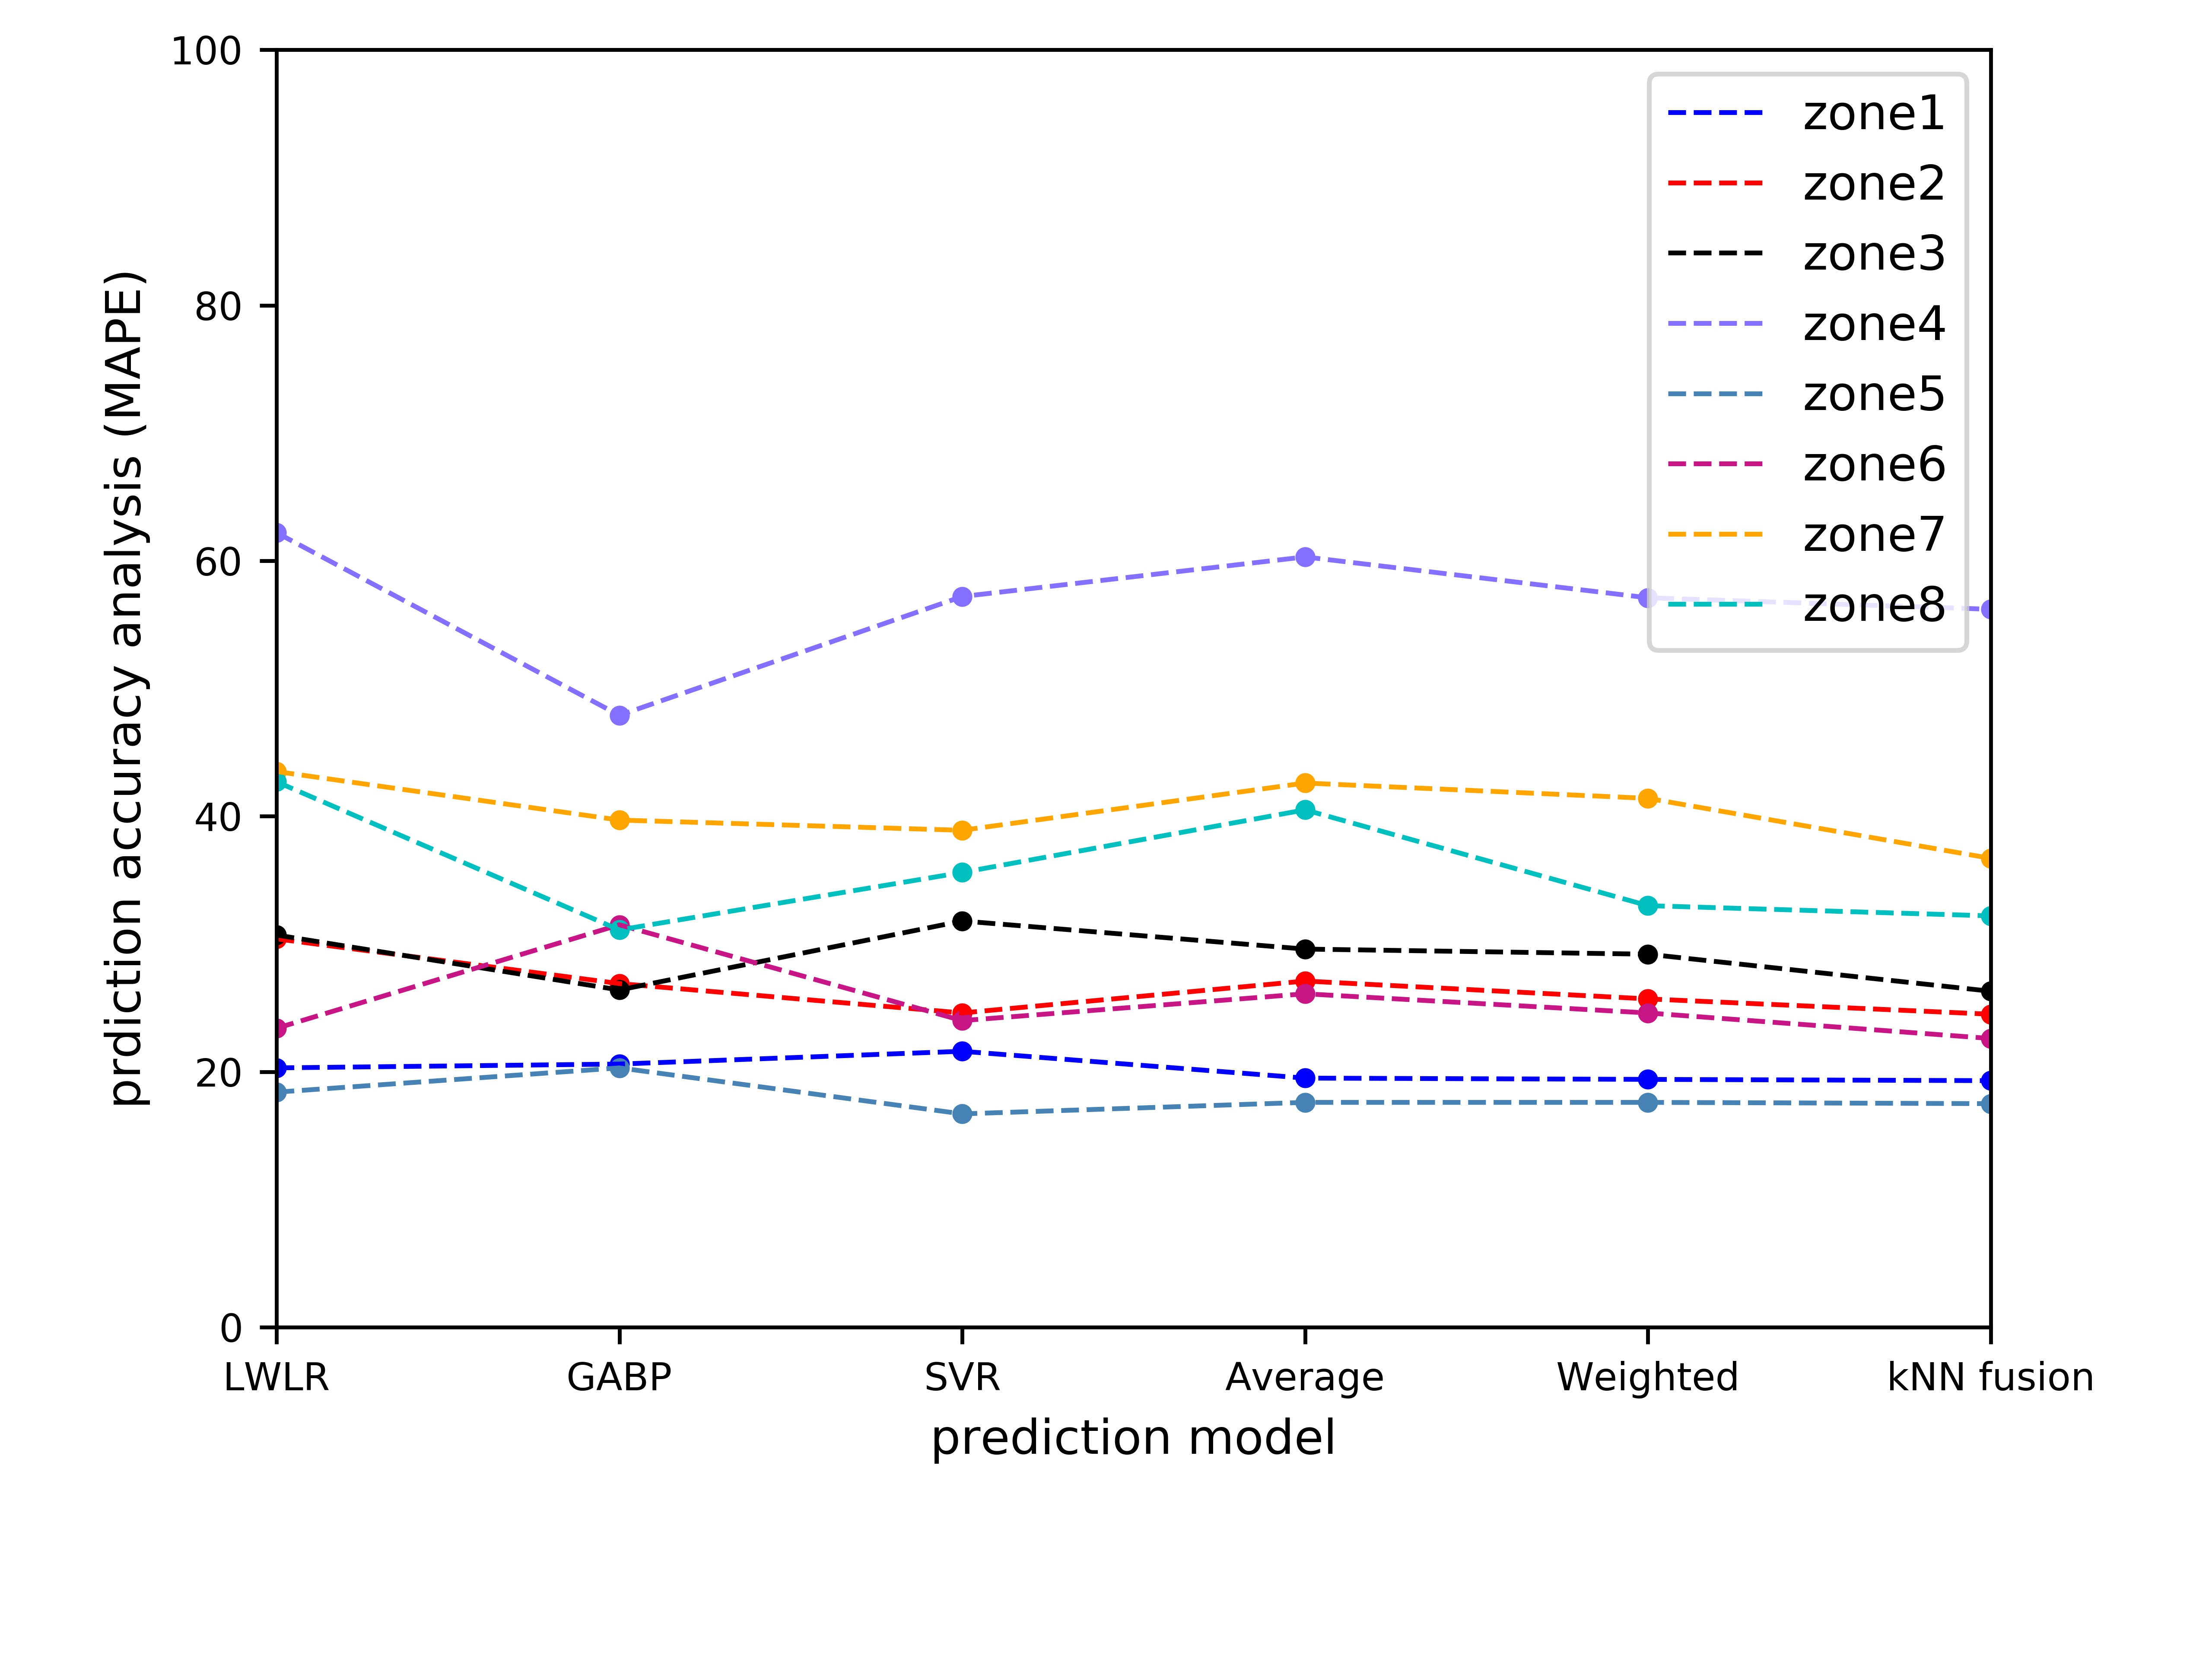 100
80
60
40
20
0
prdiction accuracy analysis (MAPE)
zone1
zone2
zone3
zone4
zone5
zone6
zone7
zone8
LWLR
GABP
SVR
Average
Weighted
kNN fusion
prediction model